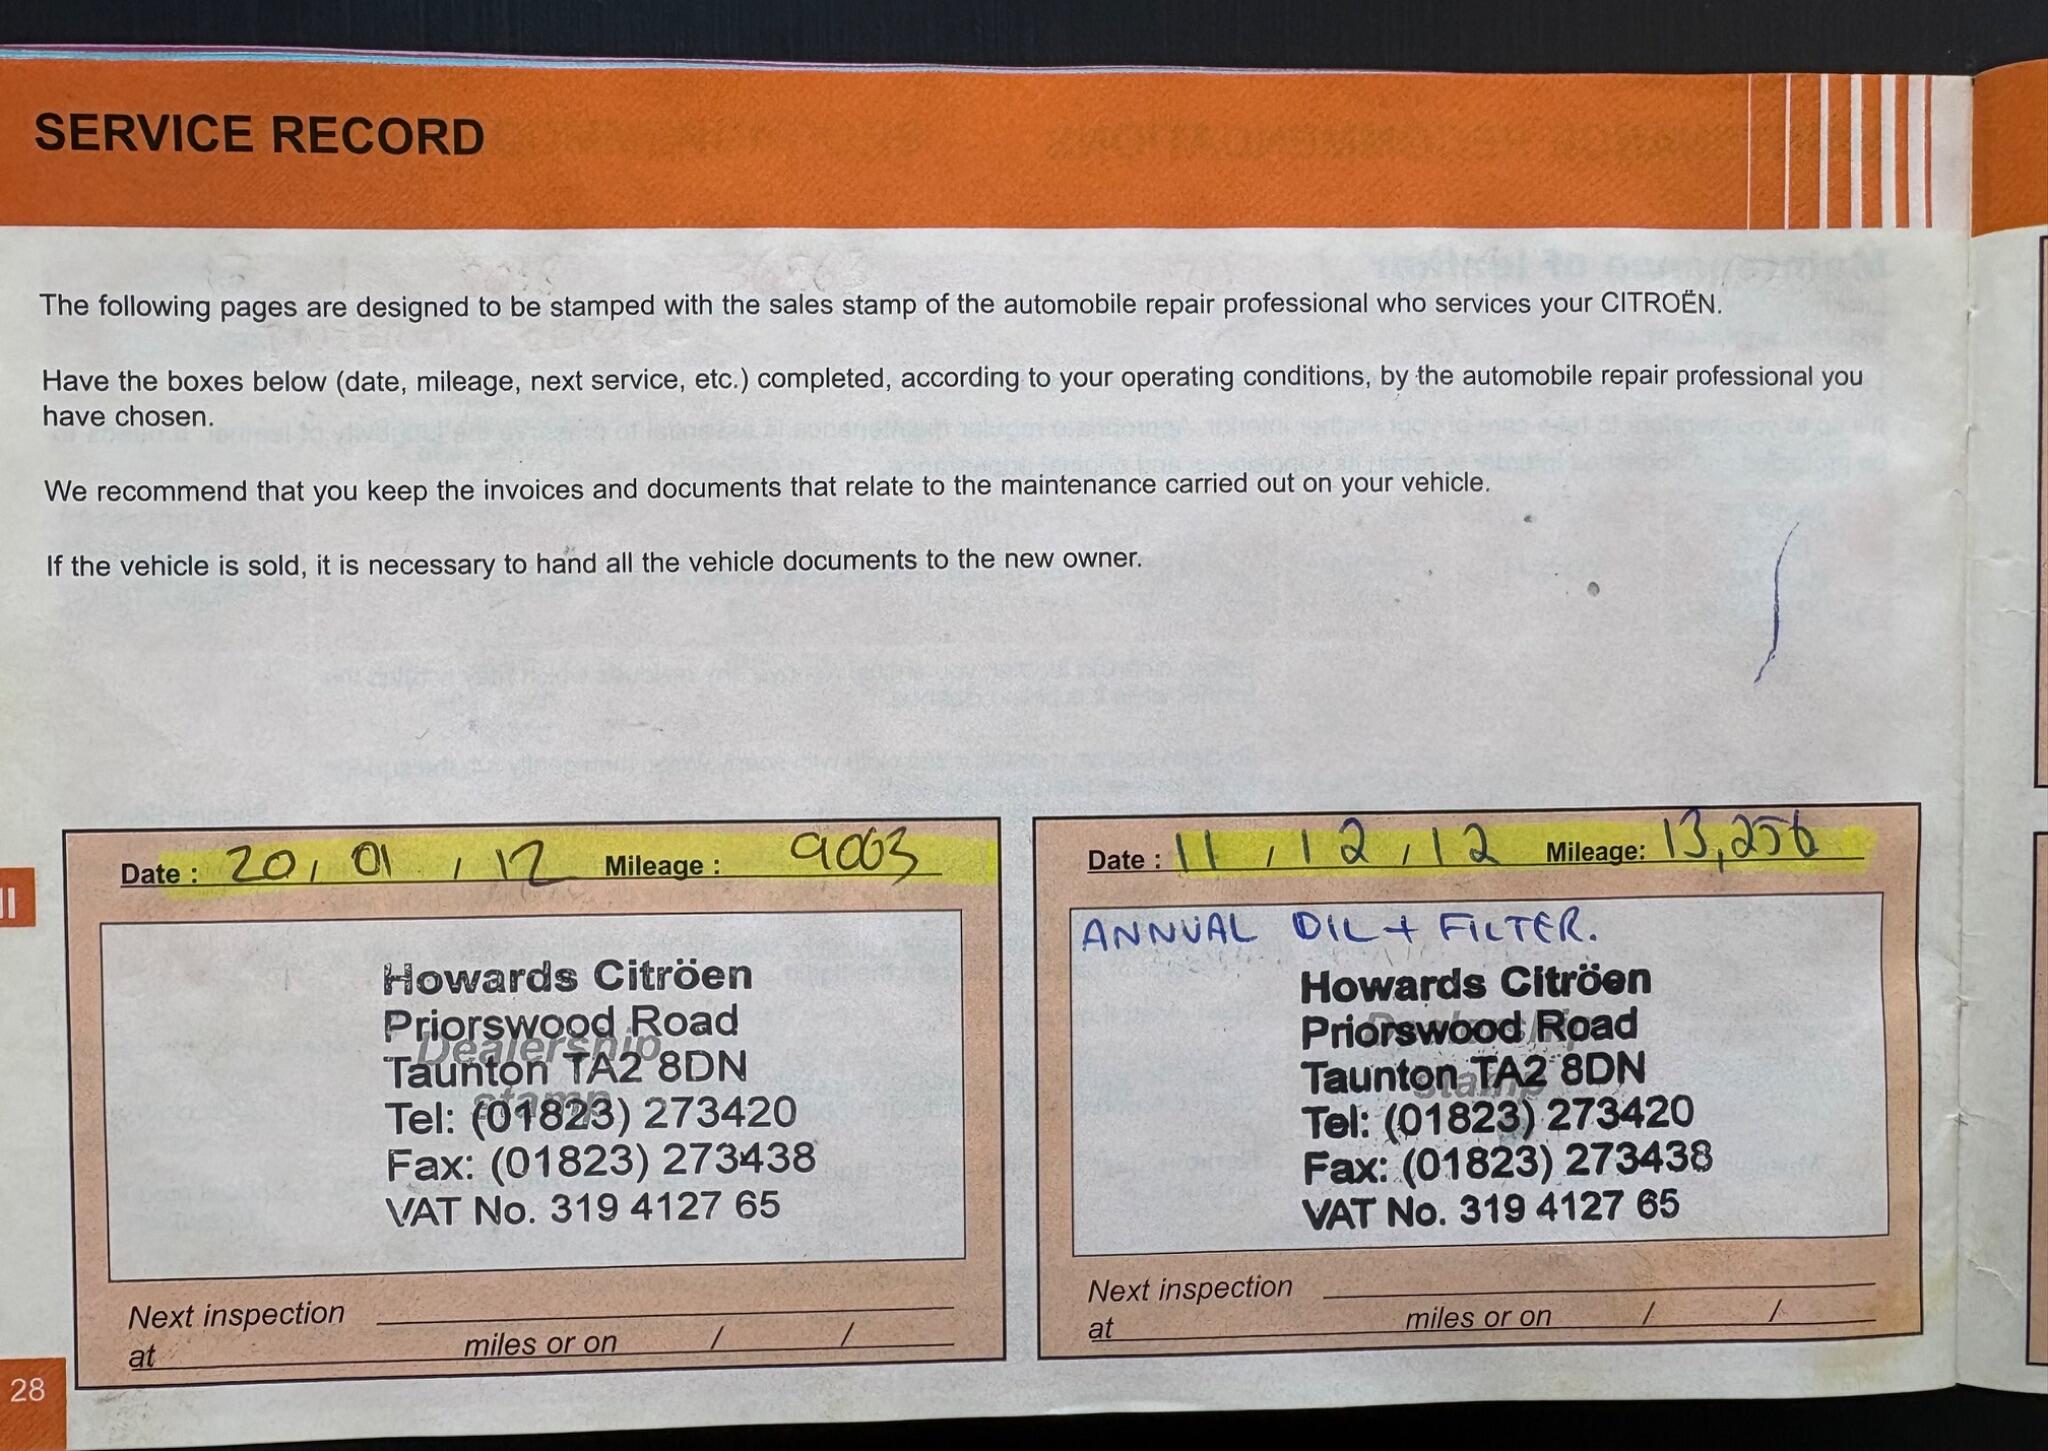 SERVICE RECORD
The following pages are designed to be stamped with the sales stamp of the automobile repair professional who services your CITROËN.
Have the boxes below (date, mileage, next service, etc.) completed, according to your operating conditions, by the automobile repair professional you
have chosen.
We recommend that you keep the invoices and documents that relate to the maintenance carried out on your vehicle.
If the vehicle is sold, it is necessary to hand all the vehicle documents to the new owner.
Date : 20 / 01 / 12 Mileage : 9003
Howards Citröen
Priorswood Road
Dealership
Taunton TA2 8DN
stamp
Tel: (01823) 273420
Fax: (01823) 273438
VAT No. 319 4127 65
Next inspection
at miles or on / /
Date : 11 / 12 / 12 Mileage: 13,256
ANNUAL OIL + FILTER.
Howards Citröen
Priorswood Road
Dealership
Taunton TA2 8DN
stamp
Tel: (01823) 273420
Fax: (01823) 273438
VAT No. 319 4127 65
Next inspection
at miles or on / /
II
28